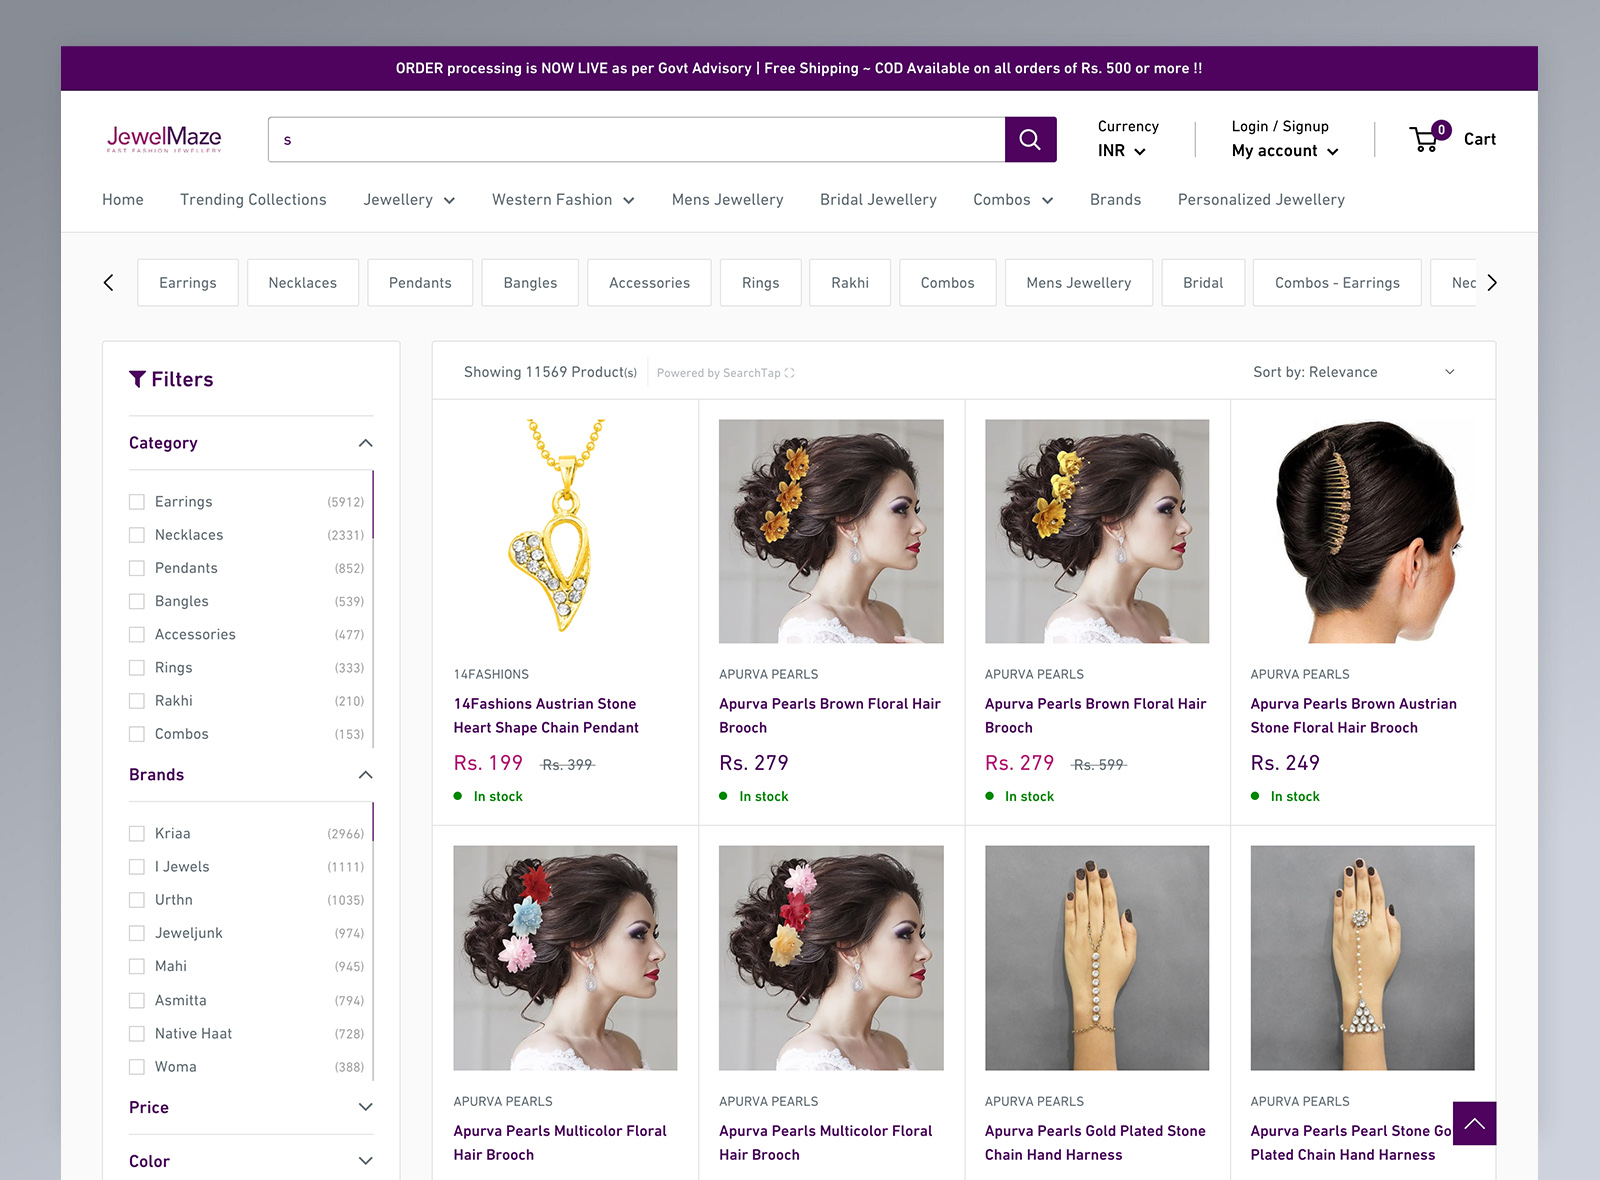 ORDER processing is NOW LIVE as per Govt Advisory | Free Shipping ~ COD Available on all orders of Rs. 500 or more !!
JewelMaze
FAST FASHION JEWELLERY
s
Currency
INR
Login / Signup
My account
0
Cart
Home Trending Collections Jewellery Western Fashion Mens Jewellery Bridal Jewellery Combos Brands Personalized Jewellery
Earrings Necklaces Pendants Bangles Accessories Rings Rakhi Combos Mens Jewellery Bridal Combos - Earrings Nec
Filters
Category
Earrings (5912)
Necklaces (2331)
Pendants (852)
Bangles (539)
Accessories (477)
Rings (333)
Rakhi (210)
Combos (153)
Brands
Kriaa (2966)
I Jewels (1111)
Urthn (1035)
Jeweljunk (974)
Mahi (945)
Asmitta (794)
Native Haat (728)
Woma (388)
Price
Color
Showing 11569 Product(s) Powered by SearchTap
Sort by: Relevance
14FASHIONS
14Fashions Austrian Stone
Heart Shape Chain Pendant
Rs. 199 Rs. 399
In stock
APURVA PEARLS
Apurva Pearls Brown Floral Hair
Brooch
Rs. 279
In stock
APURVA PEARLS
Apurva Pearls Brown Floral Hair
Brooch
Rs. 279 Rs. 599
In stock
APURVA PEARLS
Apurva Pearls Brown Austrian
Stone Floral Hair Brooch
Rs. 249
In stock
APURVA PEARLS
Apurva Pearls Multicolor Floral
Hair Brooch
APURVA PEARLS
Apurva Pearls Multicolor Floral
Hair Brooch
APURVA PEARLS
Apurva Pearls Gold Plated Stone
Chain Hand Harness
APURVA PEARLS
Apurva Pearls Pearl Stone Go
Plated Chain Hand Harness